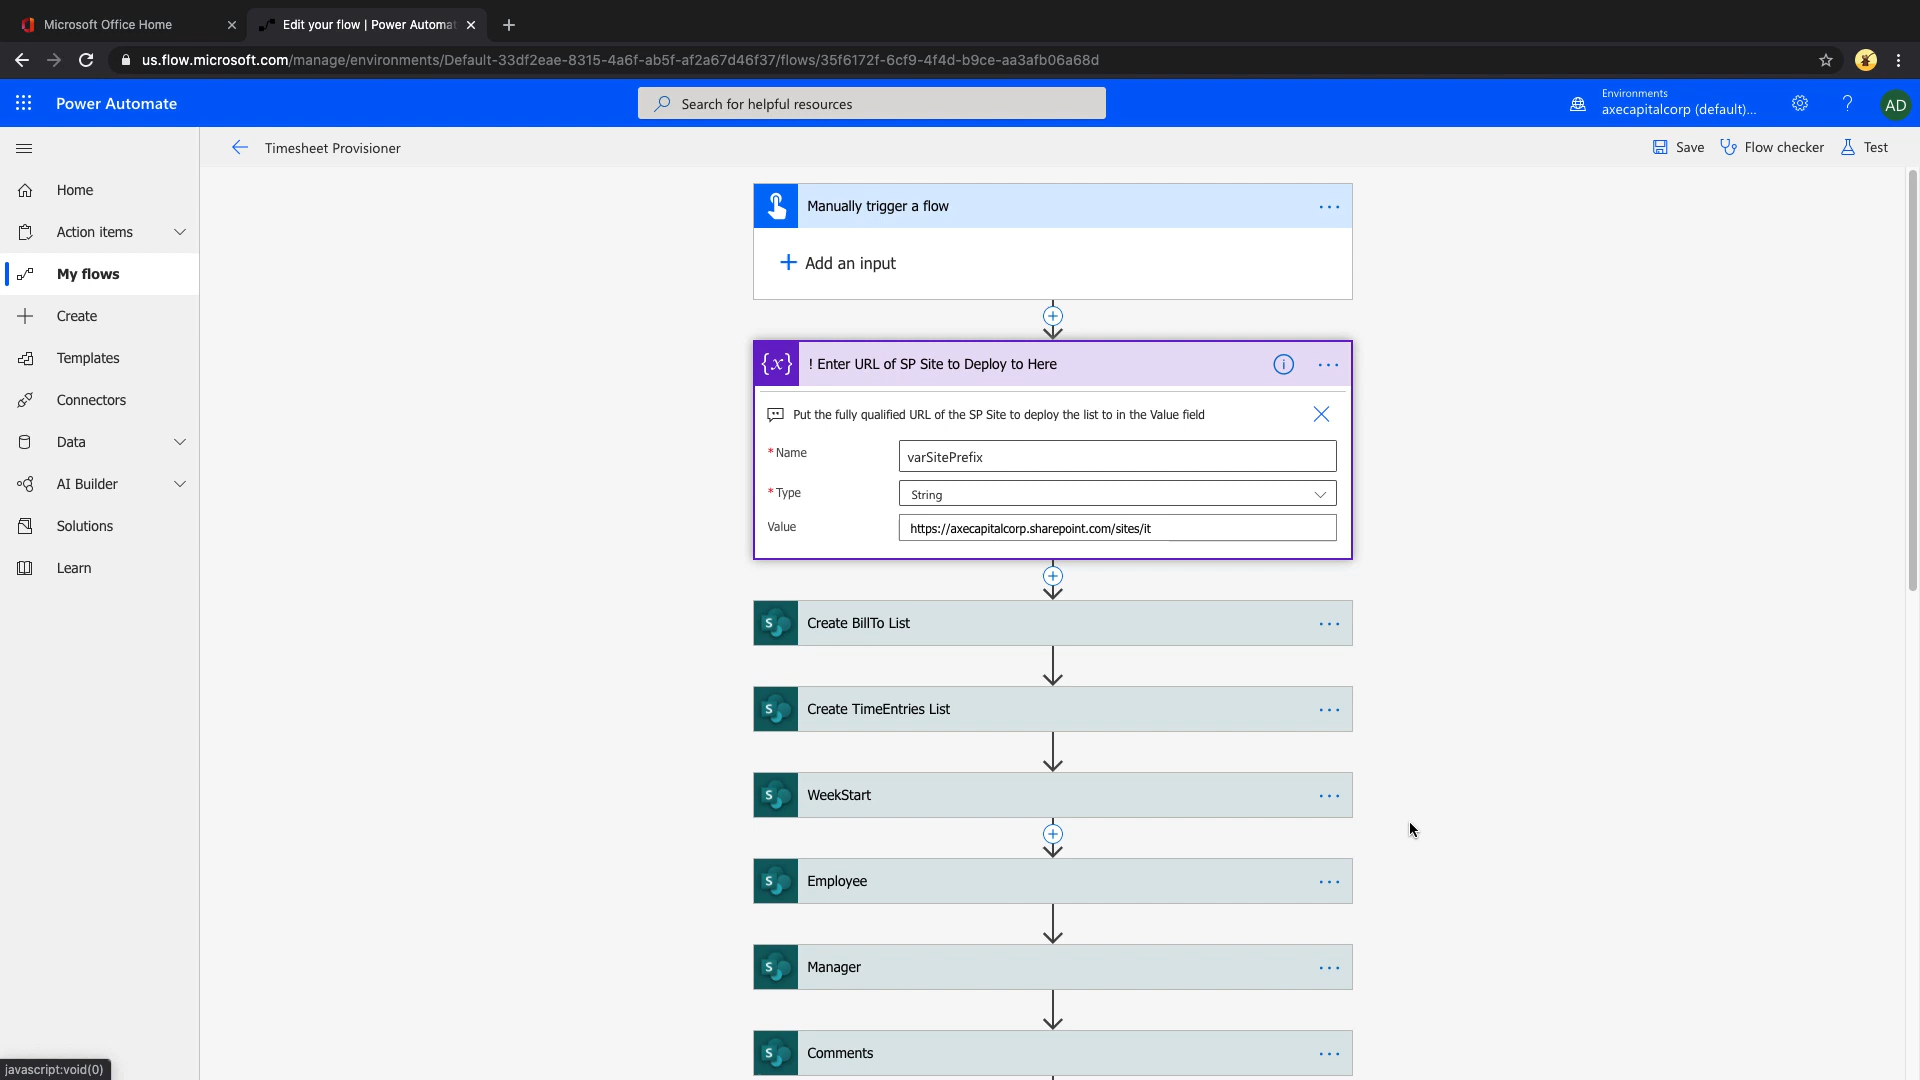 Microsoft Office Home
Edit your flow | Power Automat
us.flow.microsoft.com/manage/environments/Default-33df2eae-8315-4a6f-ab5f-af2a67d46f37/flows/35f6172f-6cf9-4f4d-b9ce-aa3afb06a68d
Power Automate
Search for helpful resources
Environments
axecapitalcorp (default)...
AD
Timesheet Provisioner
Save
Flow checker
Test
Home
Action items
My flows
Create
Templates
Connectors
Data
AI Builder
Solutions
Learn
Manually trigger a flow
Add an input
{x}
! Enter URL of SP Site to Deploy to Here
Put the fully qualified URL of the SP Site to deploy the list to in the Value field
* Name
varSitePrefix
* Type
String
Value
https://axecapitalcorp.sharepoint.com/sites/it
S
Create BillTo List
S
Create TimeEntries List
S
WeekStart
S
Employee
S
Manager
S
Comments
javascript:void(0)